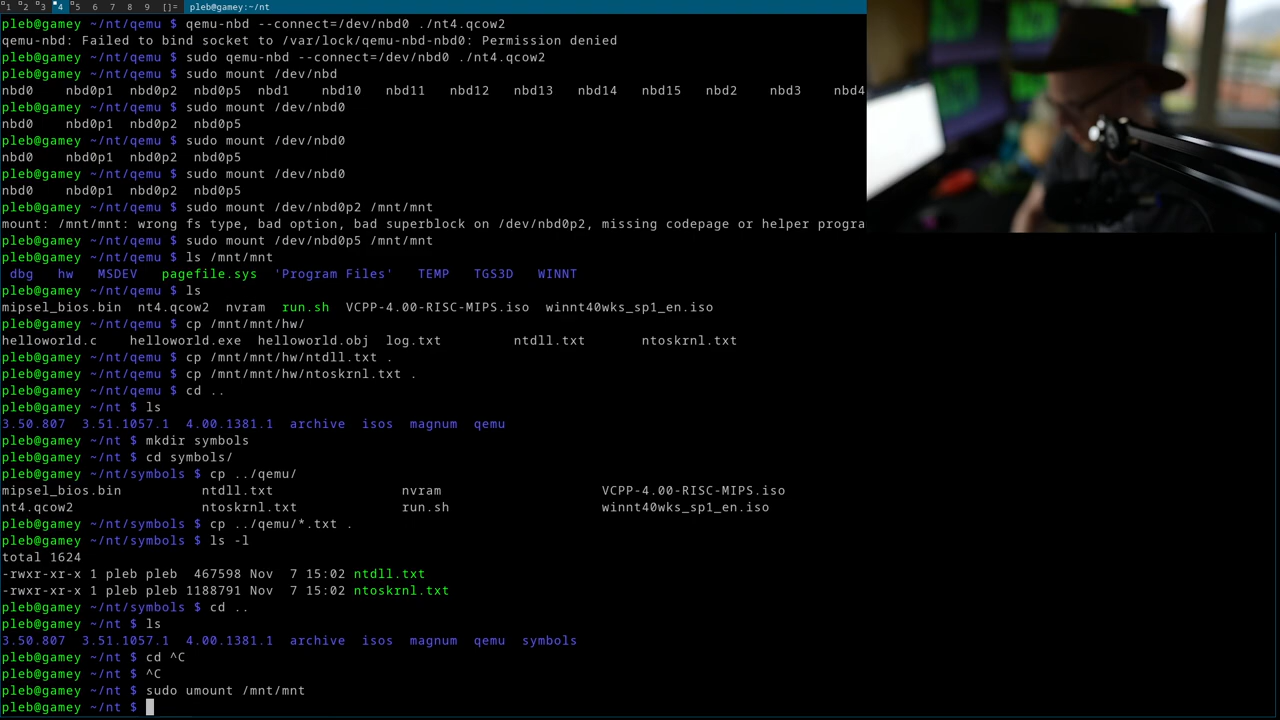 1 2 3 4 5 6 7 8 9 []= pleb@gamey:~/nt
pleb@gamey ~/nt/qemu $ qemu-nbd --connect=/dev/nbd0 ./nt4.qcow2
qemu-nbd: Failed to bind socket to /var/lock/qemu-nbd-nbd0: Permission denied
pleb@gamey ~/nt/qemu $ sudo qemu-nbd --connect=/dev/nbd0 ./nt4.qcow2
pleb@gamey ~/nt/qemu $ sudo mount /dev/nbd
nbd0 nbd0p1 nbd0p2 nbd0p5 nbd1 nbd10 nbd11 nbd12 nbd13 nbd14 nbd15 nbd2 nbd3 nbd4
pleb@gamey ~/nt/qemu $ sudo mount /dev/nbd0
nbd0 nbd0p1 nbd0p2 nbd0p5
pleb@gamey ~/nt/qemu $ sudo mount /dev/nbd0
nbd0 nbd0p1 nbd0p2 nbd0p5
pleb@gamey ~/nt/qemu $ sudo mount /dev/nbd0
nbd0 nbd0p1 nbd0p2 nbd0p5
pleb@gamey ~/nt/qemu $ sudo mount /dev/nbd0p2 /mnt/mnt
mount: /mnt/mnt: wrong fs type, bad option, bad superblock on /dev/nbd0p2, missing codepage or helper progra
pleb@gamey ~/nt/qemu $ sudo mount /dev/nbd0p5 /mnt/mnt
pleb@gamey ~/nt/qemu $ ls /mnt/mnt
dbg hw MSDEV pagefile.sys 'Program Files' TEMP TGS3D WINNT
pleb@gamey ~/nt/qemu $ ls
mipsel_bios.bin nt4.qcow2 nvram run.sh VCPP-4.00-RISC-MIPS.iso winnt40wks_sp1_en.iso
pleb@gamey ~/nt/qemu $ cp /mnt/mnt/hw/
helloworld.c helloworld.exe helloworld.obj log.txt ntdll.txt ntoskrnl.txt
pleb@gamey ~/nt/qemu $ cp /mnt/mnt/hw/ntdll.txt .
pleb@gamey ~/nt/qemu $ cp /mnt/mnt/hw/ntoskrnl.txt .
pleb@gamey ~/nt/qemu $ cd ..
pleb@gamey ~/nt $ ls
3.50.807 3.51.1057.1 4.00.1381.1 archive isos magnum qemu
pleb@gamey ~/nt $ mkdir symbols
pleb@gamey ~/nt $ cd symbols/
pleb@gamey ~/nt/symbols $ cp ../qemu/
mipsel_bios.bin ntdll.txt nvram VCPP-4.00-RISC-MIPS.iso
nt4.qcow2 ntoskrnl.txt run.sh winnt40wks_sp1_en.iso
pleb@gamey ~/nt/symbols $ cp ../qemu/*.txt .
pleb@gamey ~/nt/symbols $ ls -l
total 1624
-rwxr-xr-x 1 pleb pleb 467598 Nov 7 15:02 ntdll.txt
-rwxr-xr-x 1 pleb pleb 1188791 Nov 7 15:02 ntoskrnl.txt
pleb@gamey ~/nt/symbols $ cd ..
pleb@gamey ~/nt $ ls
3.50.807 3.51.1057.1 4.00.1381.1 archive isos magnum qemu symbols
pleb@gamey ~/nt $ cd ^C
pleb@gamey ~/nt $ ^C
pleb@gamey ~/nt $ sudo umount /mnt/mnt
pleb@gamey ~/nt $